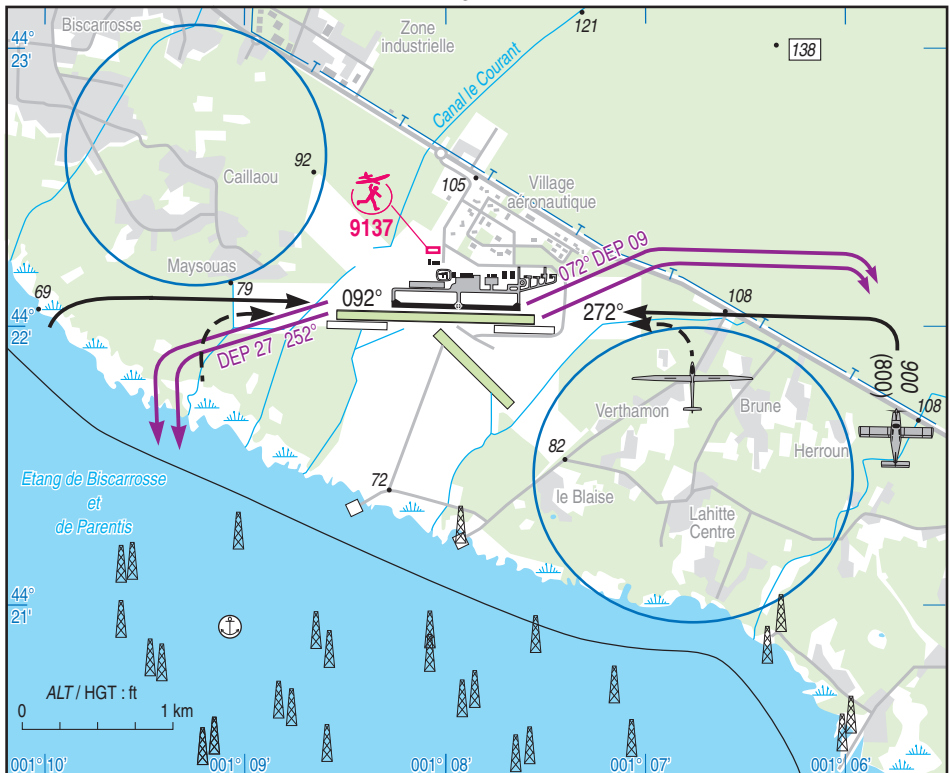 Biscarrosse
Zone
industrielle
121
138
44°
23'
T
Canal le Courant
T
92
Caillaou
105
Village
aéronautique
9137
T
Maysouas
79
69
092°
072° DEP 09
272°
108
44°
22'
DEP 27 252°
T
900
(800)
108
Verthamon
Brune
Herroun
82
le Blaise
Lahitte
Centre
72
Etang de Biscarrosse
et
de Parentis
44°
21'
ALT / HGT : ft
0 1 km
001° 10'
001° 09'
001° 08'
001° 07'
001° 06'